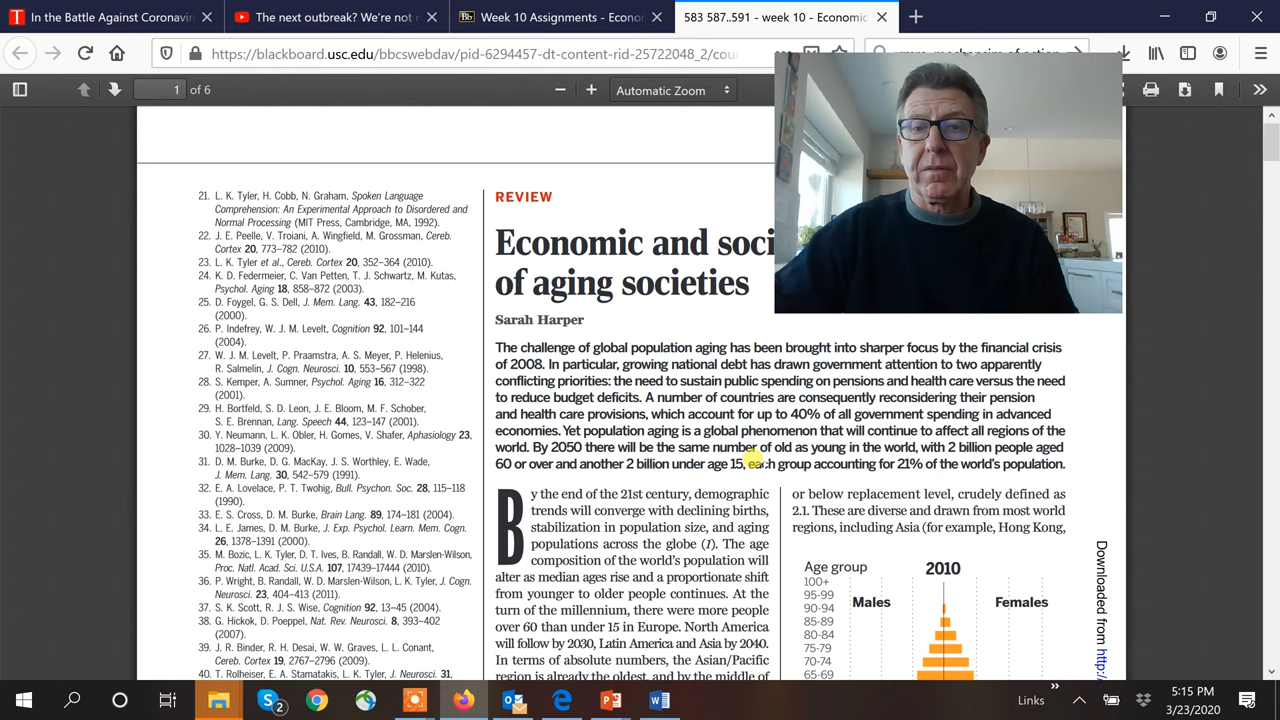 In the Battle Against Coronavir
The next outbreak? We're not r
Bb
Week 10 Assignments - Econo
583 587..591 - week 10 - Economic
https://blackboard.usc.edu/bbcswebdav/pid-6294457-dt-content-rid-25722048_2/cou
1 of 6
Automatic Zoom
21. L. K. Tyler, H. Cobb, N. Graham, Spoken Language
Comprehension: An Experimental Approach to Disordered and
Normal Processing (MIT Press, Cambridge, MA, 1992).
22. J. E. Peelle, V. Troiani, A. Wingfield, M. Grossman, Cereb.
Cortex 20, 773–782 (2010).
23. L. K. Tyler et al., Cereb. Cortex 20, 352–364 (2010).
24. K. D. Federmeier, C. Van Petten, T. J. Schwartz, M. Kutas,
Psychol. Aging 18, 858–872 (2003).
25. D. Foygel, G. S. Dell, J. Mem. Lang. 43, 182–216
(2000).
26. P. Indefrey, W. J. M. Levelt, Cognition 92, 101–144
(2004).
27. W. J. M. Levelt, P. Praamstra, A. S. Meyer, P. Helenius,
R. Salmelin, J. Cogn. Neurosci. 10, 553–567 (1998).
28. S. Kemper, A. Sumner, Psychol. Aging 16, 312–322
(2001).
29. H. Bortfeld, S. D. Leon, J. E. Bloom, M. F. Schober,
S. E. Brennan, Lang. Speech 44, 123–147 (2001).
30. Y. Neumann, L. K. Obler, H. Gomes, V. Shafer, Aphasiology 23,
1028–1039 (2009).
31. D. M. Burke, D. G. MacKay, J. S. Worthley, E. Wade,
J. Mem. Lang. 30, 542–579 (1991).
32. E. A. Lovelace, P. T. Twohig, Bull. Psychon. Soc. 28, 115–118
(1990).
33. E. S. Cross, D. M. Burke, Brain Lang. 89, 174–181 (2004).
34. L. E. James, D. M. Burke, J. Exp. Psychol. Learn. Mem. Cogn.
26, 1378–1391 (2000).
35. M. Bozic, L. K. Tyler, D. T. Ives, B. Randall, W. D. Marslen-Wilson,
Proc. Natl. Acad. Sci. U.S.A. 107, 17439–17444 (2010).
36. P. Wright, B. Randall, W. D. Marslen-Wilson, L. K. Tyler, J. Cogn.
Neurosci. 23, 404–413 (2011).
37. S. K. Scott, R. J. S. Wise, Cognition 92, 13–45 (2004).
38. G. Hickok, D. Poeppel, Nat. Rev. Neurosci. 8, 393–402
(2007).
39. J. R. Binder, R. H. Desai, W. W. Graves, L. L. Conant,
Cereb. Cortex 19, 2767–2796 (2009).
40. T. Rolheiser, E. A. Stamatakis, L. K. Tyler, J. Neurosci. 31,
REVIEW
Economic and soci
of aging societies
Sarah Harper
The challenge of global population aging has been brought into sharper focus by the financial crisis
of 2008. In particular, growing national debt has drawn government attention to two apparently
conflicting priorities: the need to sustain public spending on pensions and health care versus the need
to reduce budget deficits. A number of countries are consequently reconsidering their pension
and health care provisions, which account for up to 40% of all government spending in advanced
economies. Yet population aging is a global phenomenon that will continue to affect all regions of the
world. By 2050 there will be the same number of old as young in the world, with 2 billion people aged
60 or over and another 2 billion under age 15, each group accounting for 21% of the world's population.
By the end of the 21st century, demographic
trends will converge with declining births,
stabilization in population size, and aging
populations across the globe (1). The age
composition of the world's population will
alter as median ages rise and a proportionate shift
from younger to older people continues. At the
turn of the millennium, there were more people
over 60 than under 15 in Europe. North America
will follow by 2030, Latin America and Asia by 2040.
In terms of absolute numbers, the Asian/Pacific
region is already the oldest, and by the middle of
or below replacement level, crudely defined as
2.1. These are diverse and drawn from most world
regions, including Asia (for example, Hong Kong,
Age group
2010
100+
95-99
90-94
Males
Females
85-89
80-84
75-79
70-74
65-69
Downloaded from http:/
2
Links
5:15 PM
3/23/2020